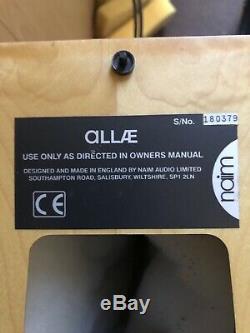 S/No. 180379
aLLÆ
USE ONLY AS DIRECTED IN OWNERS MANUAL
DESIGNED AND MADE IN ENGLAND BY NAIM AUDIO LIMITED
SOUTHAMPTON ROAD, SALISBURY, WILTSHIRE, SP1 2LN
CE
naim